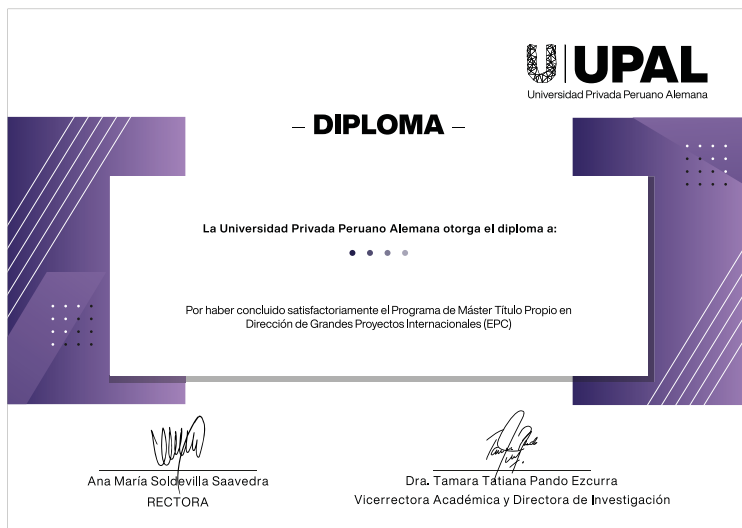 UPAL
Universidad Privada Peruano Alemana
– DIPLOMA –
La Universidad Privada Peruano Alemana otorga el diploma a:
Por haber concluido satisfactoriamente el Programa de Máster Título Propio en
Dirección de Grandes Proyectos Internacionales (EPC)
Ana María Soldevilla Saavedra
RECTORA
Dra. Tamara Tatiana Pando Ezcurra
Vicerrectora Académica y Directora de Investigación